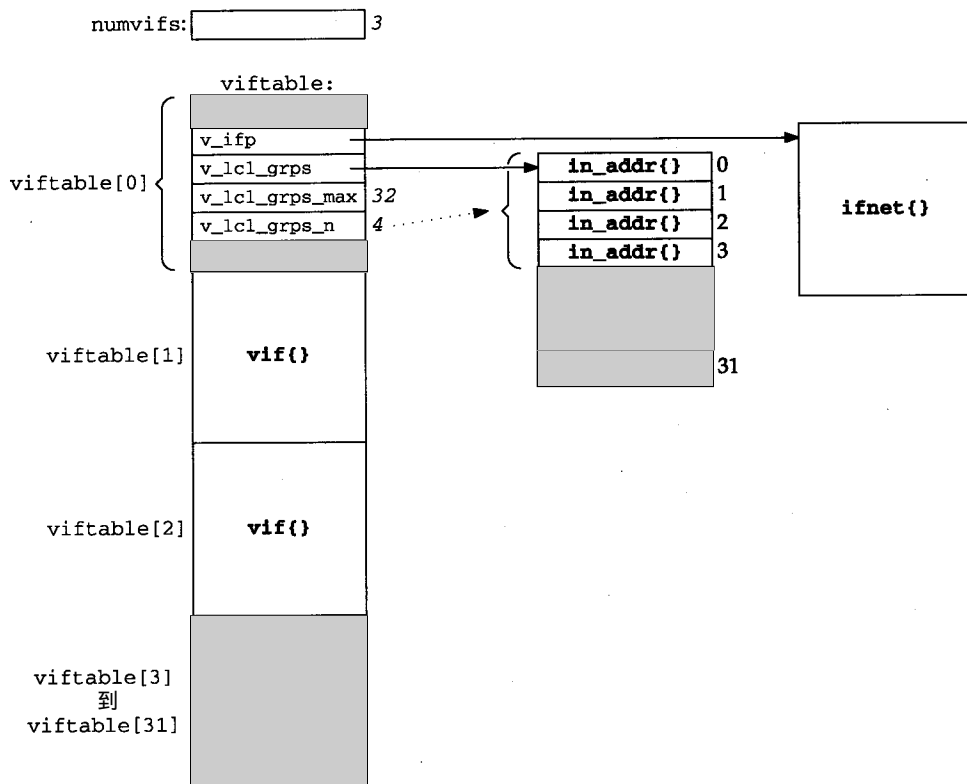 numvifs: 3
viftable:
viftable[0]
v_ifp
v_lcl_grps
v_lcl_grps_max 32
v_lcl_grps_n 4
in_addr{} 0
in_addr{} 1
in_addr{} 2
in_addr{} 3
31
ifnet{}
viftable[1] vif{}
viftable[2] vif{}
viftable[3]
到
viftable[31]